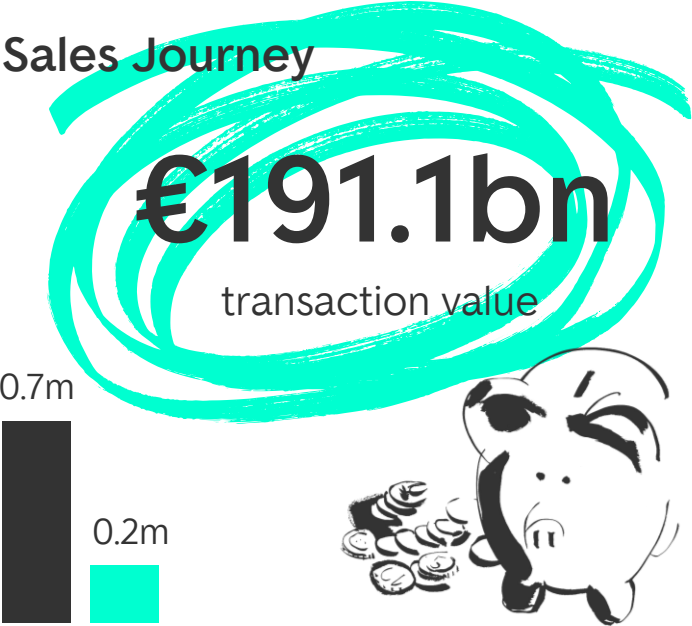 Sales Journey
€191.1bn
transaction value
0.7m
0.2m